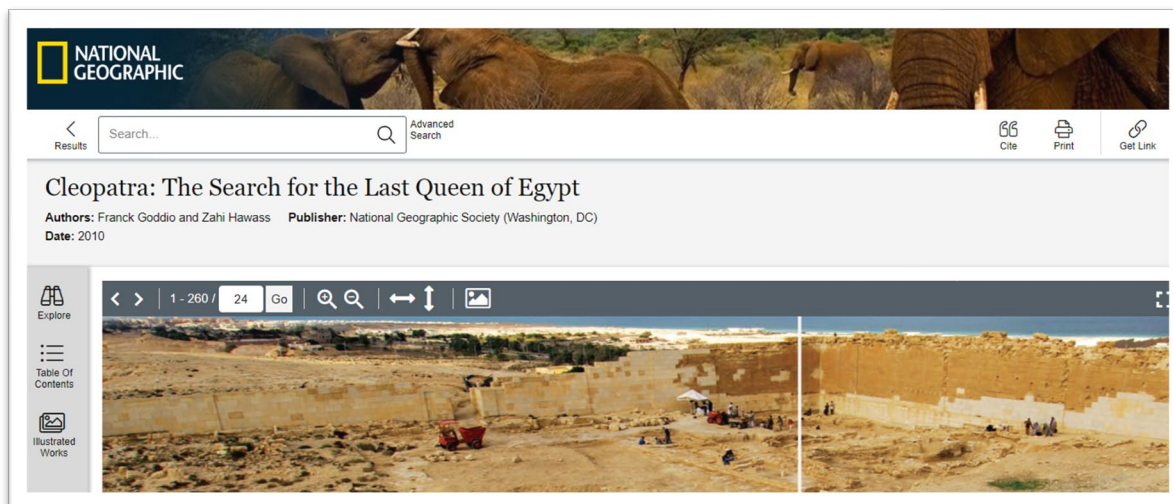 NATIONAL
GEOGRAPHIC
Results
Search...
Advanced
Search
Cite
Print
Get Link
Cleopatra: The Search for the Last Queen of Egypt
Authors: Franck Goddio and Zahi Hawass Publisher: National Geographic Society (Washington, DC)
Date: 2010
Explore
1 - 260 / 24 Go
Table Of
Contents
Illustrated
Works